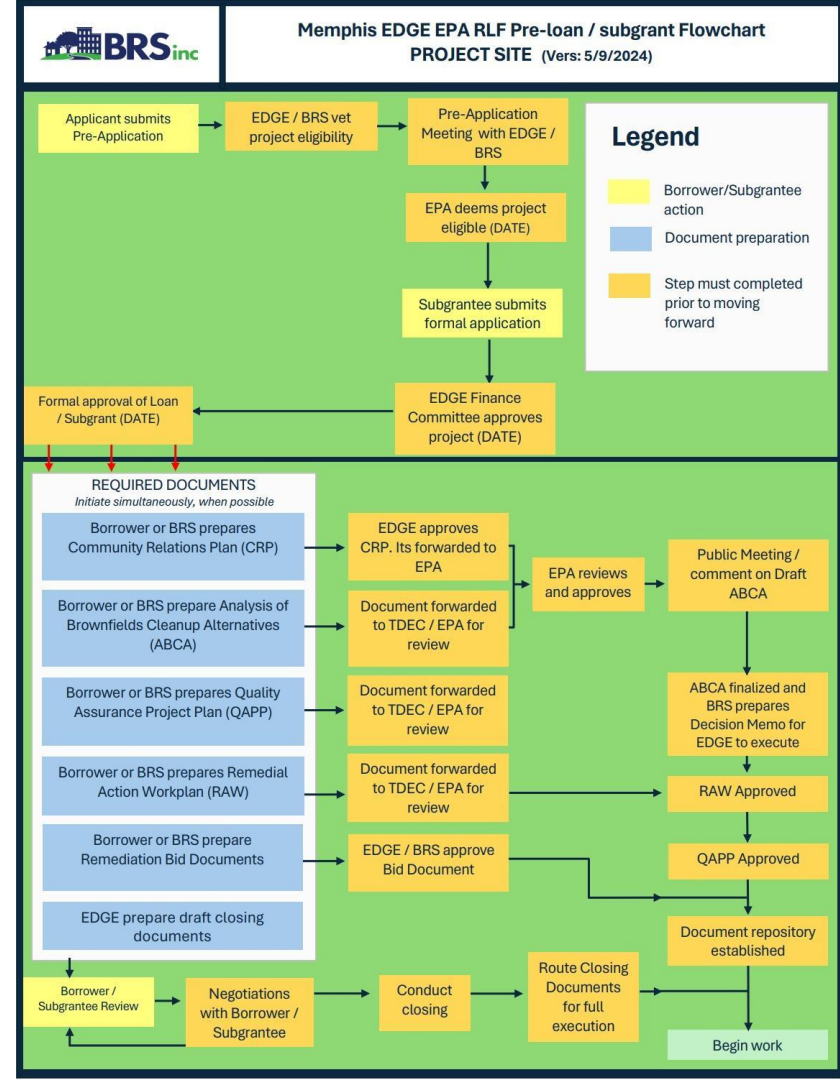 BRSinc
Memphis EDGE EPA RLF Pre-loan / subgrant Flowchart
PROJECT SITE (Vers: 5/9/2024)
Applicant submits
Pre-Application
EDGE / BRS vet
project eligibility
Pre-Application
Meeting with EDGE /
BRS
Legend
Borrower/Subgrantee
action
Document preparation
Step must completed
prior to moving
forward
EPA deems project
eligible (DATE)
Subgrantee submits
formal application
EDGE Finance
Committee approves
project (DATE)
Formal approval of Loan
/ Subgrant (DATE)
REQUIRED DOCUMENTS
Initiate simultaneously, when possible
Borrower or BRS prepares
Community Relations Plan (CRP)
EDGE approves
CRP. Its forwarded to
EPA
Borrower or BRS prepare Analysis of
Brownfields Cleanup Alternatives
(ABCA)
Document forwarded
to TDEC / EPA for
review
EPA reviews
and approves
Public Meeting /
comment on Draft
ABCA
Borrower or BRS prepares Quality
Assurance Project Plan (QAPP)
Document forwarded
to TDEC / EPA for
review
ABCA finalized and
BRS prepares
Decision Memo for
EDGE to execute
Borrower or BRS prepares Remedial
Action Workplan (RAW)
Document forwarded
to TDEC / EPA for
review
RAW Approved
Borrower or BRS prepare
Remediation Bid Documents
EDGE / BRS approve
Bid Document
QAPP Approved
EDGE prepare draft closing
documents
Document repository
established
Borrower /
Subgrantee Review
Negotiations
with Borrower /
Subgrantee
Conduct
closing
Route Closing
Documents
for full
execution
Begin work